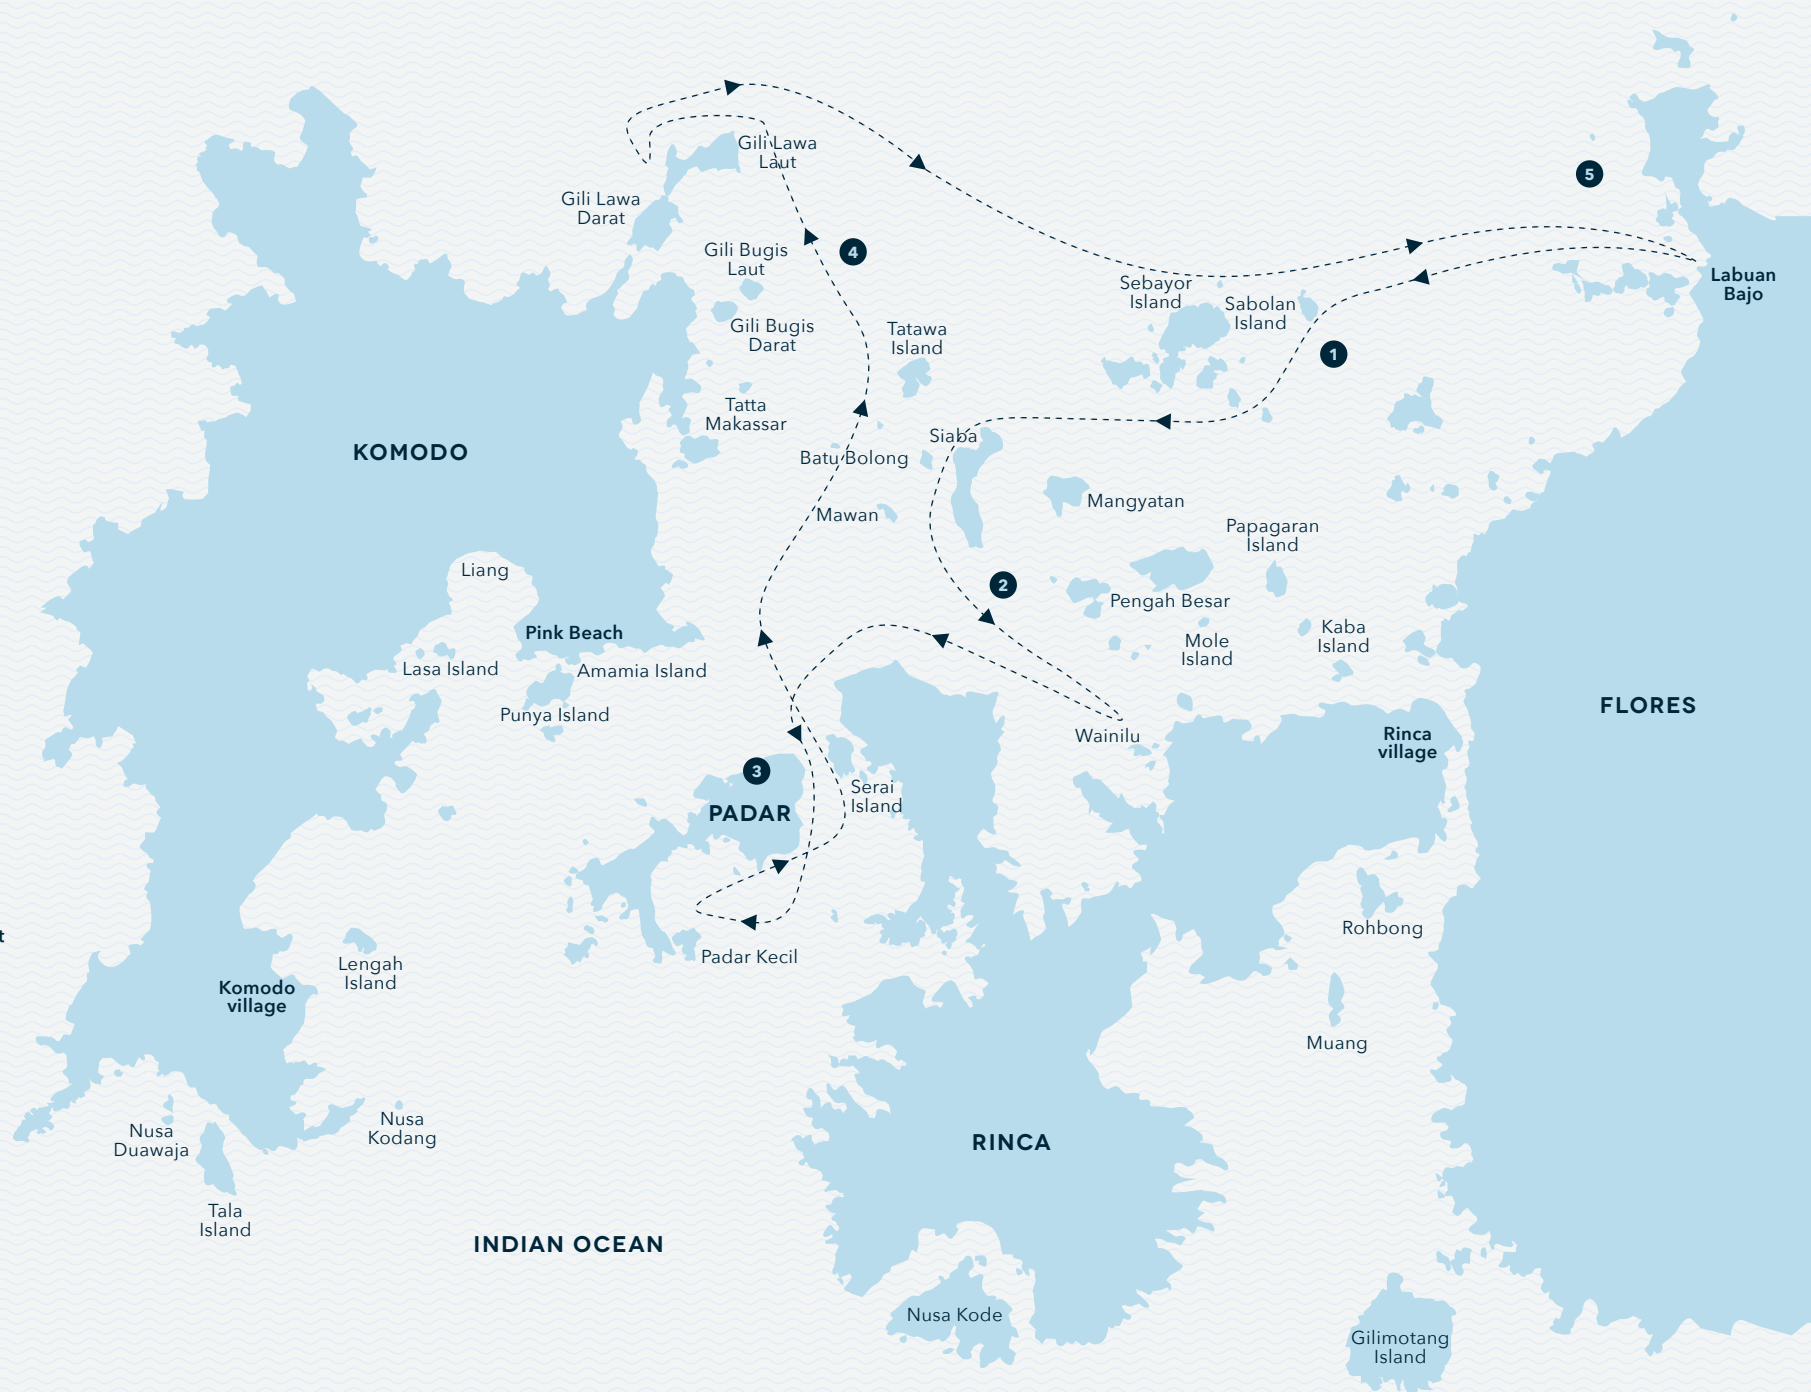 Gili Lawa
Laut
5
Gili Lawa
Darat
4
Gili Bugis
Laut
Sebayor
Island
Labuan
Bajo
Sabolan
Island
Gili Bugis
Darat
Tatawa
Island
1
Tatta
Makassar
Siaba
KOMODO
Batu Bolong
Mangyatan
Mawan
Papagaran
Island
Liang
2
Pengah Besar
Pink Beach
Mole
Island
Kaba
Island
Lasa Island
Amamia Island
Punya Island
FLORES
Wainilu
Rinca
village
3
PADAR
Serai
Island
Rohbong
t
Padar Kecil
Lengah
Island
Komodo
village
Muang
Nusa
Duawaja
Nusa
Kodang
RINCA
Tala
Island
INDIAN OCEAN
Nusa Kode
Gilimotang
Island